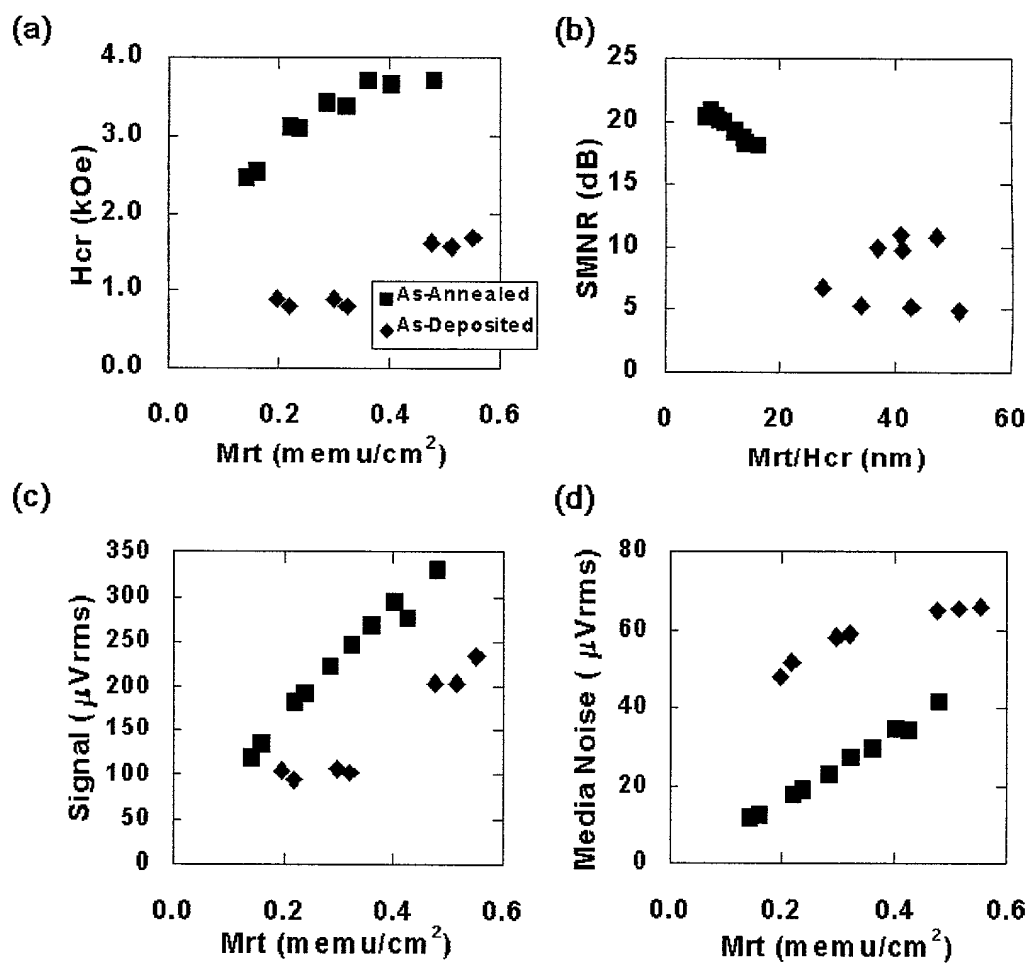 (a)
Hcr (kOe)
4.0
3.0
2.0
1.0
0.0
As-Annealed
As-Deposited
0.0 0.2 0.4 0.6
Mrt (memu/cm²)
(b)
SMNR (dB)
25
20
15
10
5
0
20 40 60
Mrt/Hcr (nm)
(c)
Signal ( μVrms)
350
300
250
200
150
100
50
0
0.0 0.2 0.4 0.6
Mrt (memu/cm²)
(d)
Media Noise ( μVrms)
80
60
40
20
0
0.0 0.2 0.4 0.6
Mrt (memu/cm²)